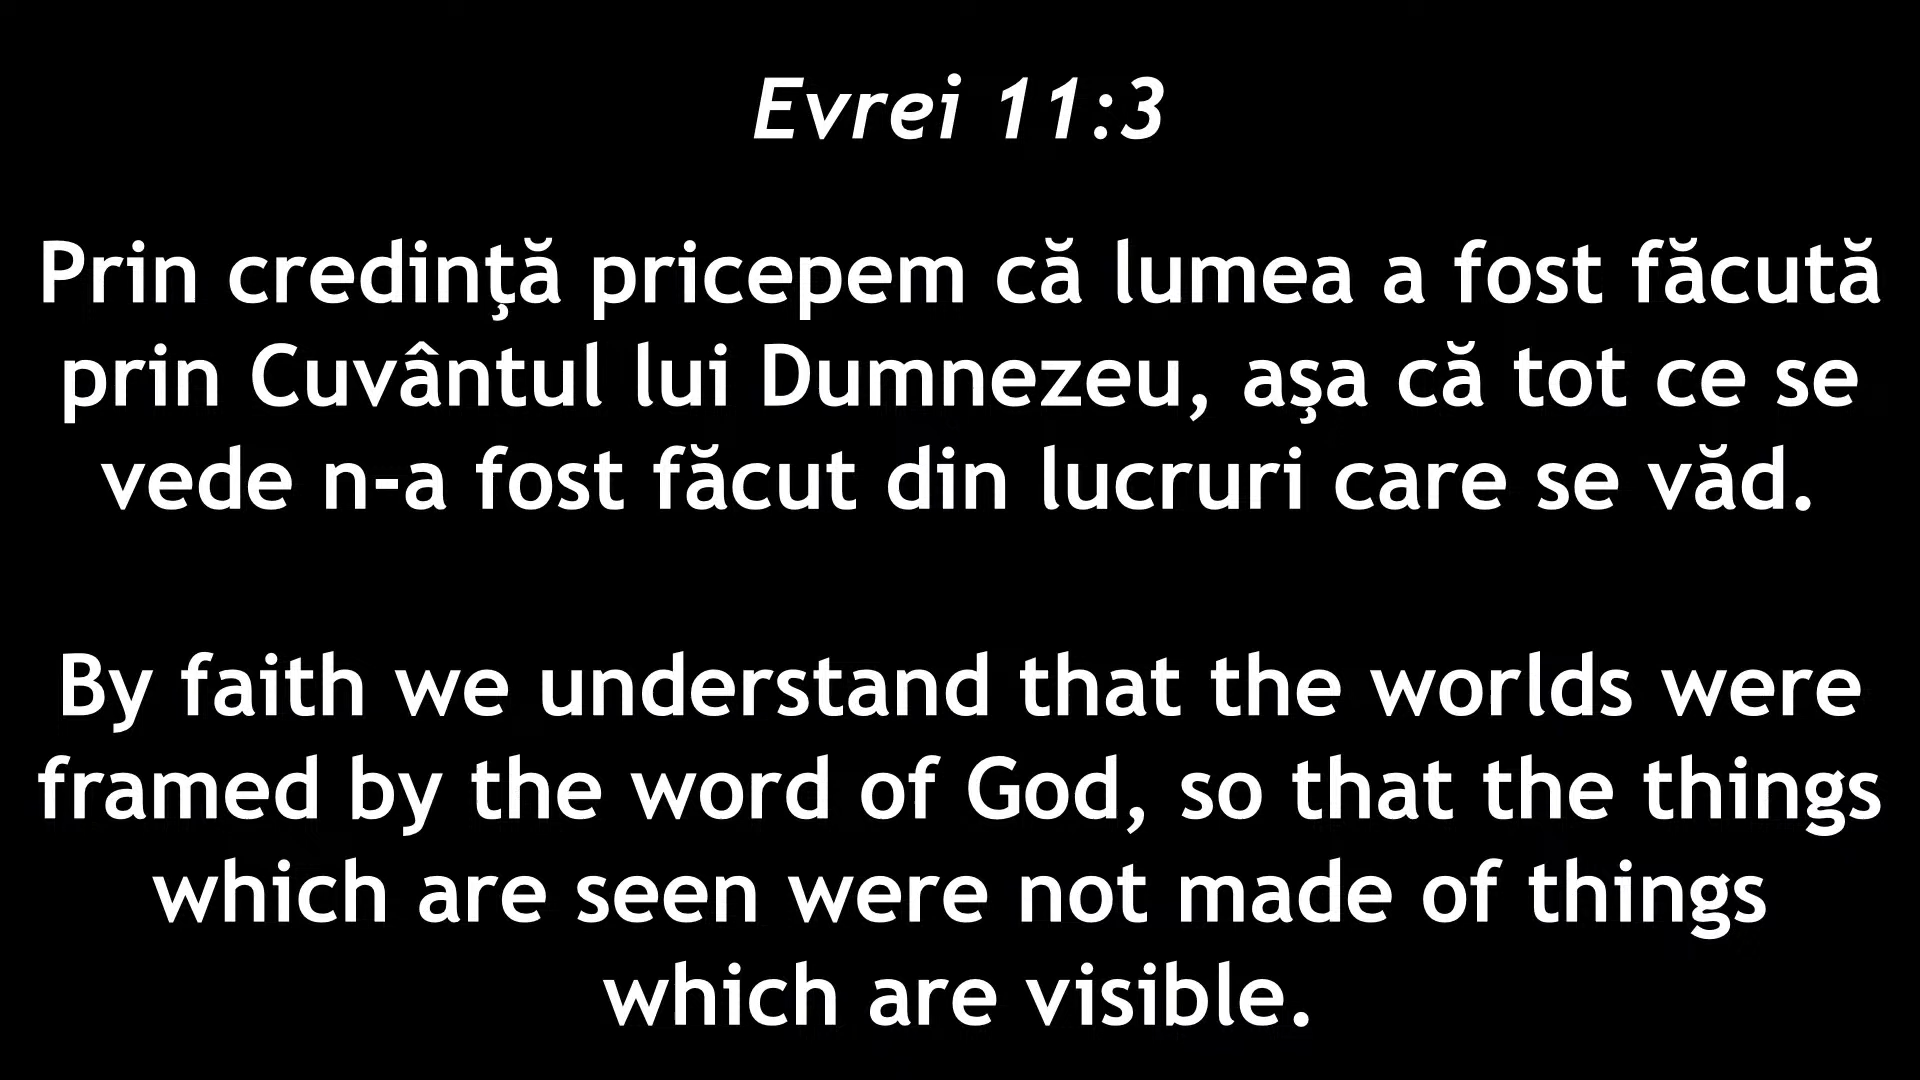 Evrei 11:3
Prin credinţă pricepem că lumea a fost făcută
prin Cuvântul lui Dumnezeu, aşa că tot ce se
vede n-a fost făcut din lucruri care se văd.
By faith we understand that the worlds were
framed by the word of God, so that the things
which are seen were not made of things
which are visible.